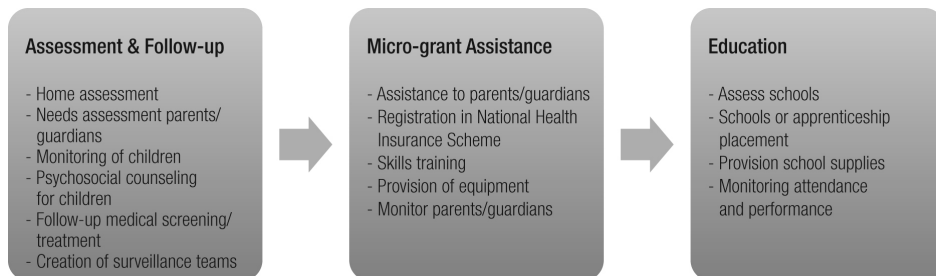 Assessment & Follow-up
- Home assessment
- Needs assessment parents/
guardians
- Monitoring of children
- Psychosocial counseling
for children
- Follow-up medical screening/
treatment
- Creation of surveillance teams
Micro-grant Assistance
- Assistance to parents/guardians
- Registration in National Health
Insurance Scheme
- Skills training
- Provision of equipment
- Monitor parents/guardians
Education
- Assess schools
- Schools or apprenticeship
placement
- Provision school supplies
- Monitoring attendance
and performance